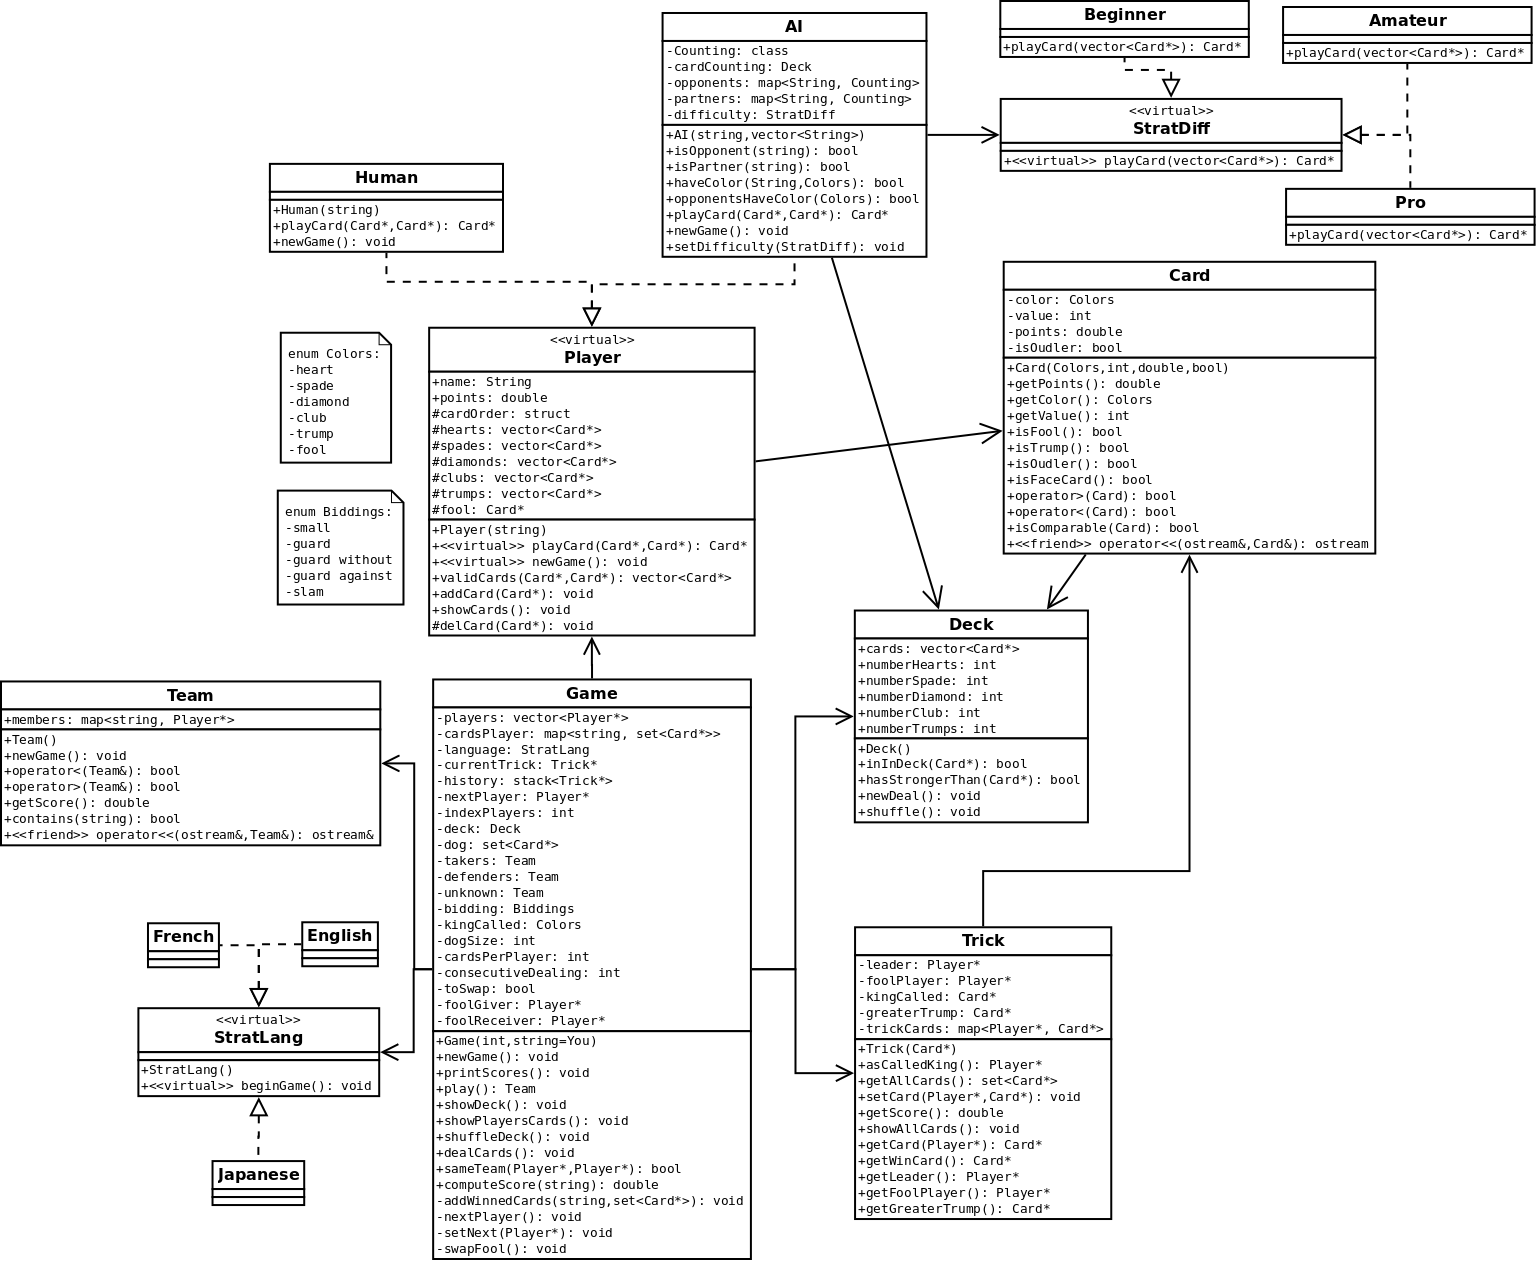 AI
-Counting: class
-cardCounting: Deck
-opponents: map<String, Counting>
-partners: map<String, Counting>
-difficulty: StratDiff
+AI(string,vector<String>)
+isOpponent(string): bool
+isPartner(string): bool
+haveColor(String,Colors): bool
+opponentsHaveColor(Colors): bool
+playCard(Card*,Card*): Card*
+newGame(): void
+setDifficulty(StratDiff): void
Beginner
+playCard(vector<Card*>): Card*
Amateur
+playCard(vector<Card*>): Card*
<<virtual>>
StratDiff
+<<virtual>> playCard(vector<Card*>): Card*
Pro
+playCard(vector<Card*>): Card*
Human
+Human(string)
+playCard(Card*,Card*): Card*
+newGame(): void
Card
-color: Colors
-value: int
-points: double
-isOudler: bool
+Card(Colors,int,double,bool)
+getPoints(): double
+getColor(): Colors
+getValue(): int
+isFool(): bool
+isTrump(): bool
+isOudler(): bool
+isFaceCard(): bool
+operator>(Card): bool
+operator<(Card): bool
+isComparable(Card): bool
+<<friend>> operator<<(ostream&,Card&): ostream
enum Colors:
-heart
-spade
-diamond
-club
-trump
-fool
enum Biddings:
-small
-guard
-guard without
-guard against
-slam
<<virtual>>
Player
+name: String
+points: double
#cardOrder: struct
#hearts: vector<Card*>
#spades: vector<Card*>
#diamonds: vector<Card*>
#clubs: vector<Card*>
#trumps: vector<Card*>
#fool: Card*
+Player(string)
+<<virtual>> playCard(Card*,Card*): Card*
+<<virtual>> newGame(): void
+validCards(Card*,Card*): vector<Card*>
+addCard(Card*): void
+showCards(): void
#delCard(Card*): void
Deck
+cards: vector<Card*>
+numberHearts: int
+numberSpade: int
+numberDiamond: int
+numberClub: int
+numberTrumps: int
+Deck()
+inInDeck(Card*): bool
+hasStrongerThan(Card*): bool
+newDeal(): void
+shuffle(): void
Team
+members: map<string, Player*>
+Team()
+newGame(): void
+operator<(Team&): bool
+operator>(Team&): bool
+getScore(): double
+contains(string): bool
+<<friend>> operator<<(ostream&,Team&): ostream&
Game
-players: vector<Player*>
-cardsPlayer: map<string, set<Card*>>
-language: StratLang
-currentTrick: Trick*
-history: stack<Trick*>
-nextPlayer: Player*
-indexPlayers: int
-deck: Deck
-dog: set<Card*>
-takers: Team
-defenders: Team
-unknown: Team
-bidding: Biddings
-kingCalled: Colors
-dogSize: int
-cardsPerPlayer: int
-consecutiveDealing: int
-toSwap: bool
-foolGiver: Player*
-foolReceiver: Player*
+Game(int,string=You)
+newGame(): void
+printScores(): void
+play(): Team
+showDeck(): void
+showPlayersCards(): void
+shuffleDeck(): void
+dealCards(): void
+sameTeam(Player*,Player*): bool
+computeScore(string): double
-addWinnedCards(string,set<Card*>): void
-nextPlayer(): void
-setNext(Player*): void
-swapFool(): void
French
English
<<virtual>>
StratLang
+StratLang()
+<<virtual>> beginGame(): void
Japanese
Trick
-leader: Player*
-foolPlayer: Player*
-kingCalled: Card*
-greaterTrump: Card*
-trickCards: map<Player*, Card*>
+Trick(Card*)
+asCalledKing(): Player*
+getAllCards(): set<Card*>
+setCard(Player*,Card*): void
+getScore(): double
+showAllCards(): void
+getCard(Player*): Card*
+getWinCard(): Card*
+getLeader(): Player*
+getFoolPlayer(): Player*
+getGreaterTrump(): Card*